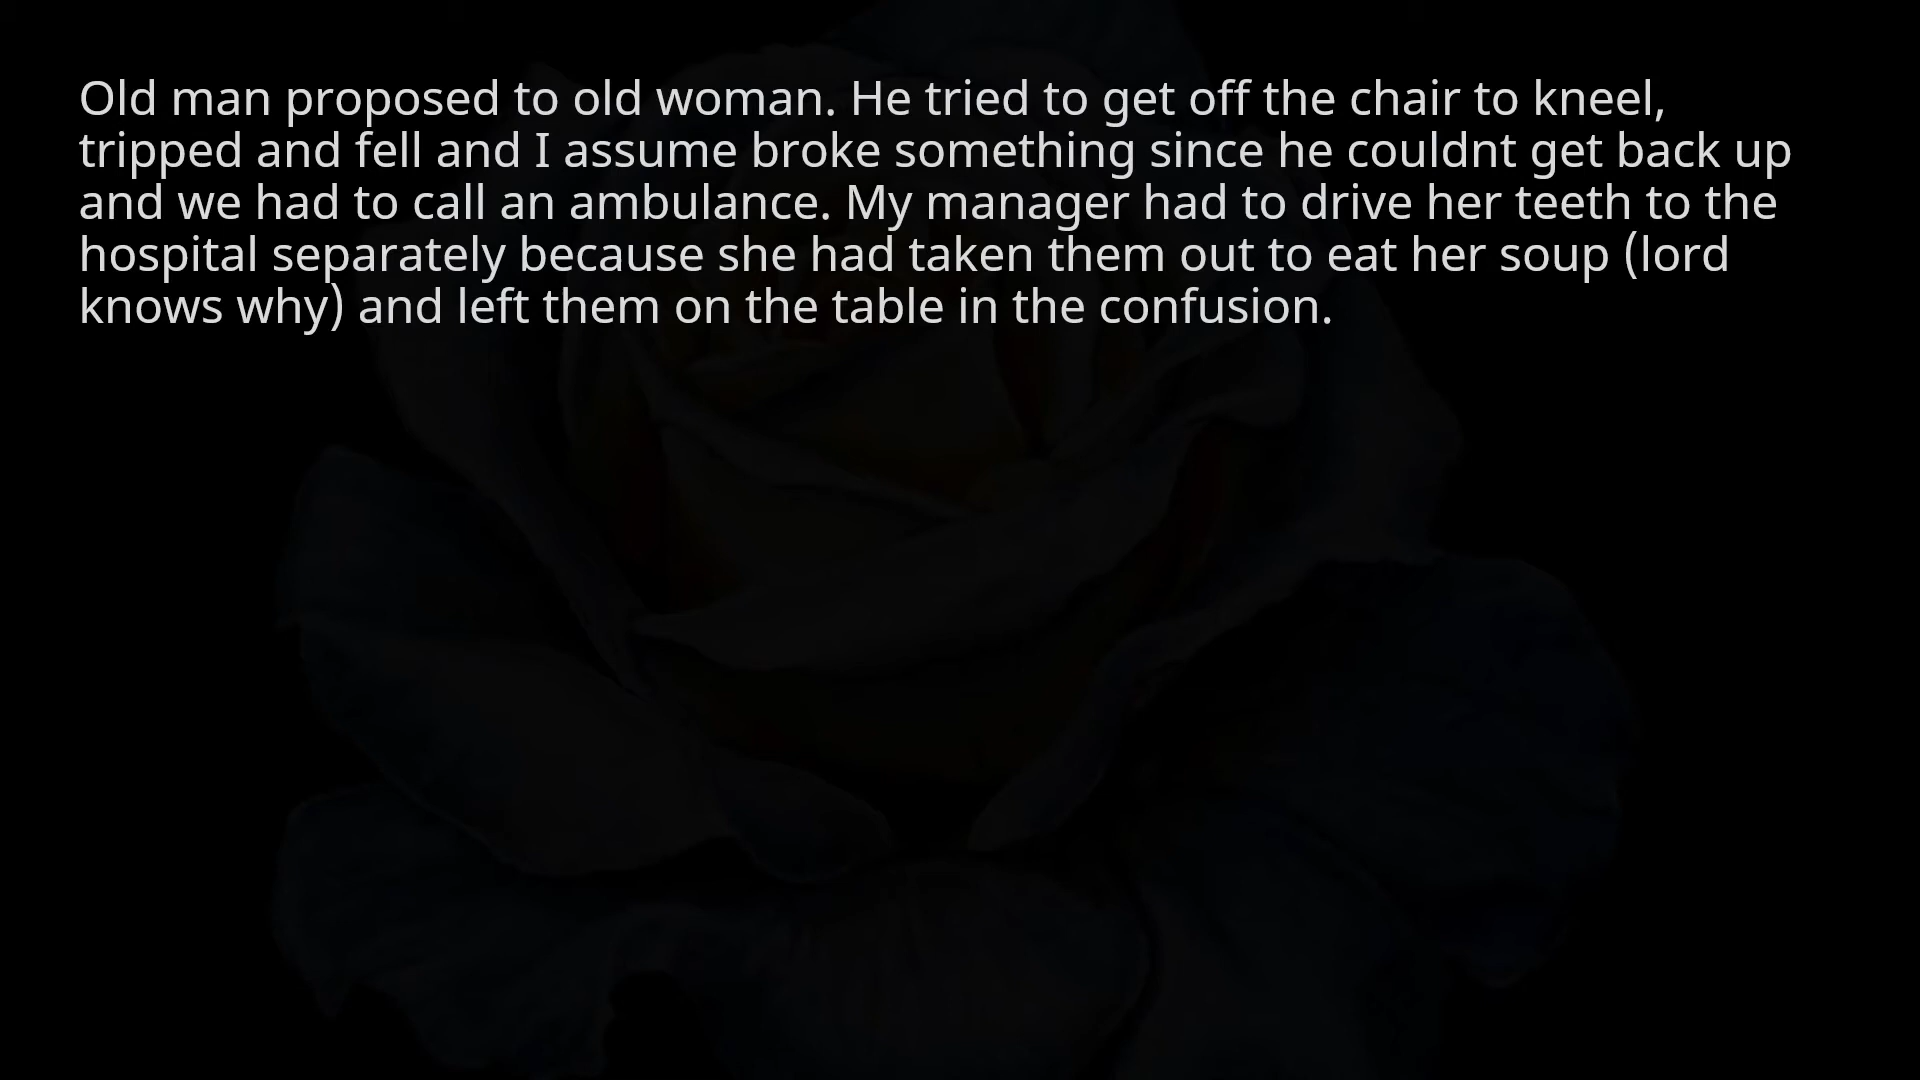 Old man proposed to old woman. He tried to get off the chair to kneel,
tripped and fell and I assume broke something since he couldnt get back up
and we had to call an ambulance. My manager had to drive her teeth to the
hospital separately because she had taken them out to eat her soup (lord
knows why) and left them on the table in the confusion.